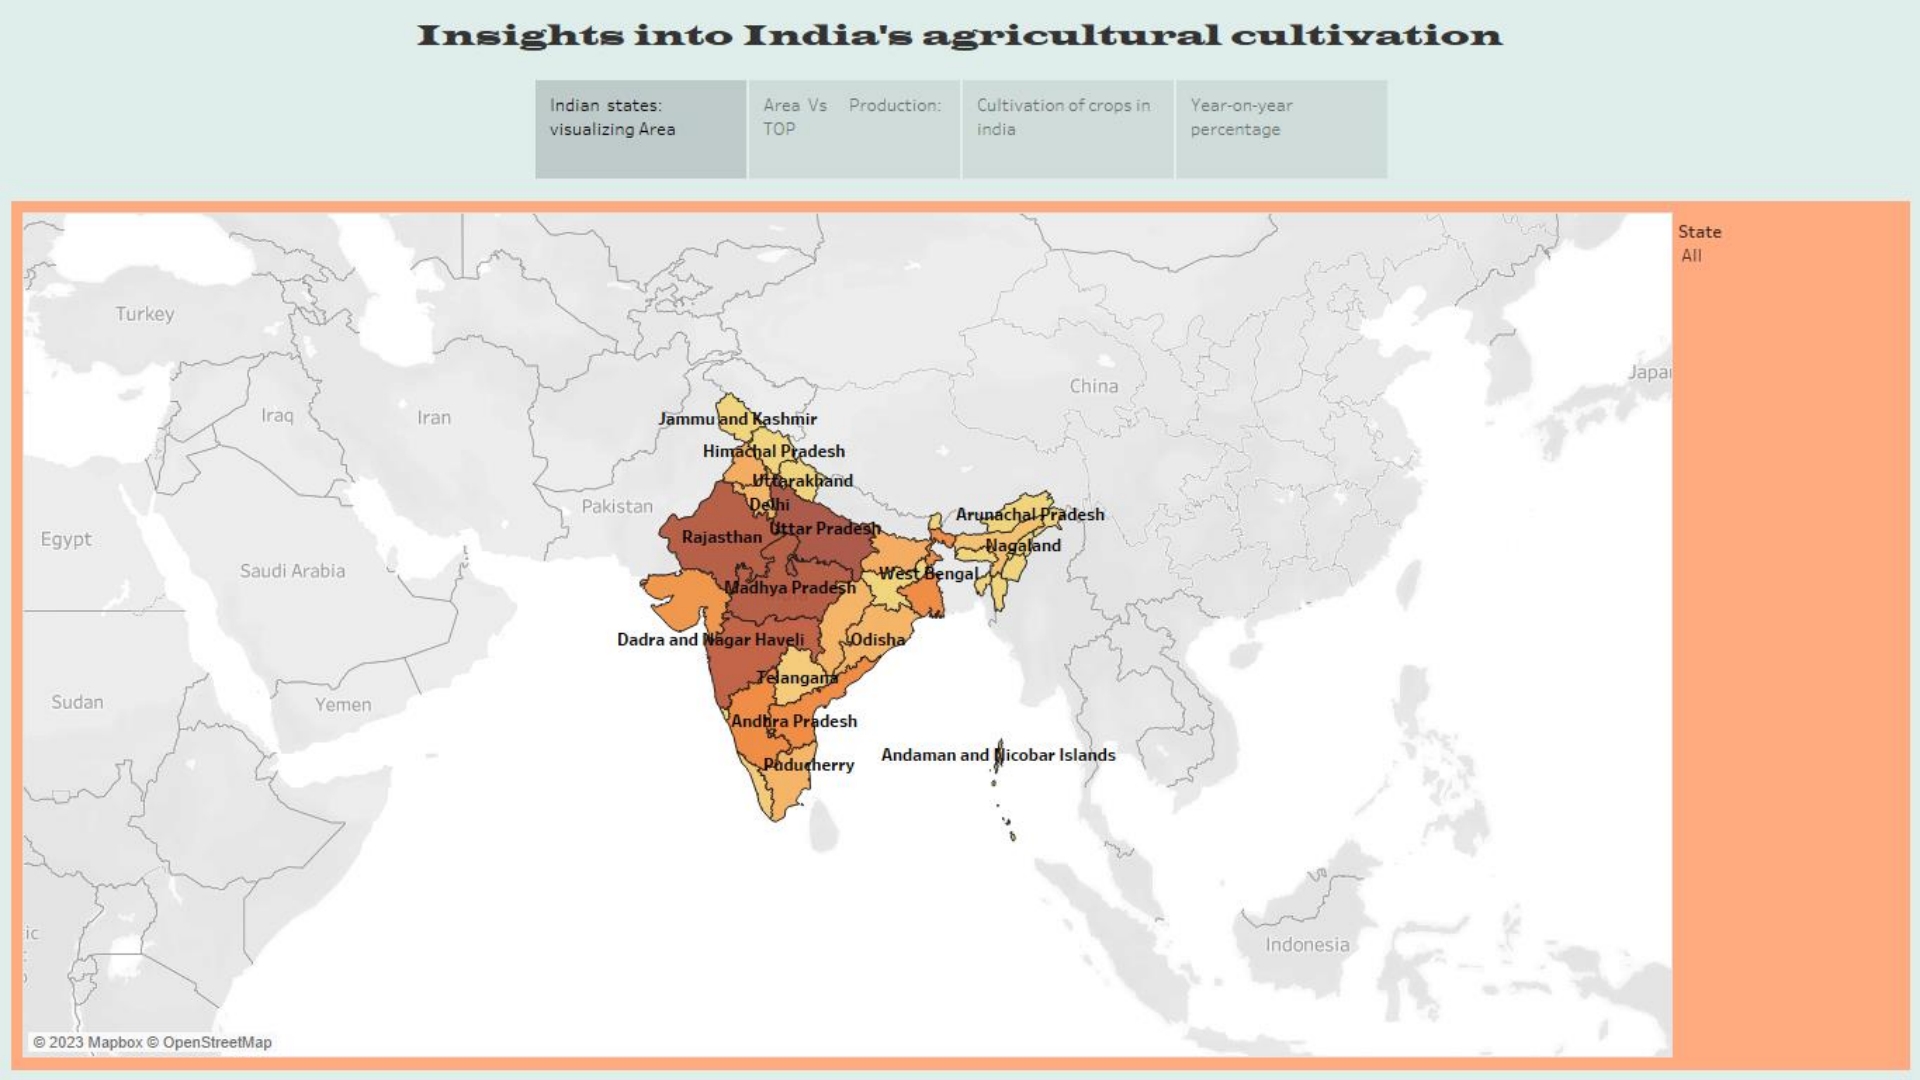 Insights into India's agricultural cultivation
Indian states:
visualizing Area
Area Vs Production:
TOP
Cultivation of crops in
india
Year-on-year
percentage
State
All
Turkey
Japa
China
Iraq
Iran
Jammu and Kashmir
Himachal Pradesh
Uttarakhand
Pakistan
Delhi
Arunachal Pradesh
Uttar Pradesh
Rajasthan
Egypt
Nagaland
Saudi Arabia
West Bengal
Madhya Pradesh
Dadra and Nagar Haveli
Odisha
Telangana
Sudan
Yemen
Andhra Pradesh
Andaman and Nicobar Islands
Puducherry
ic
Indonesia
© 2023 Mapbox © OpenStreetMap